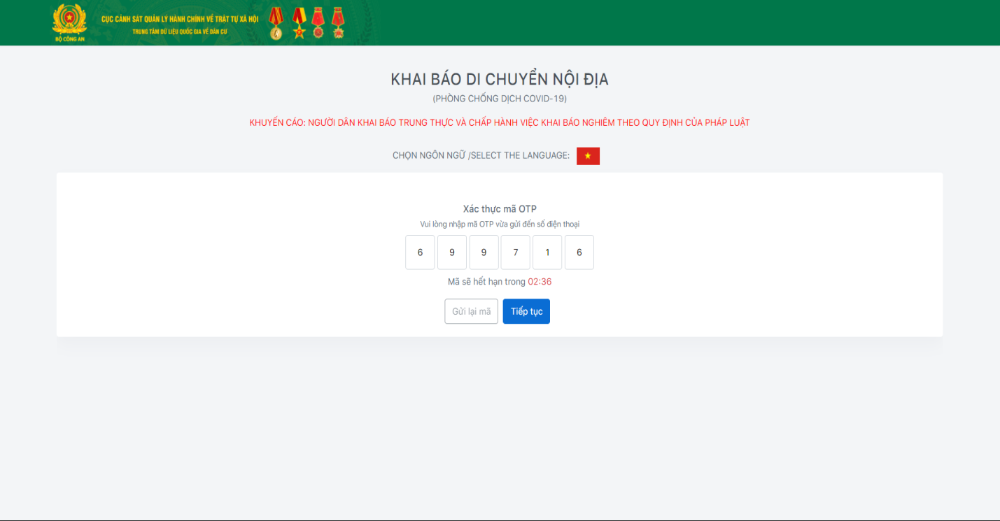 CỤC CẢNH SÁT QUẢN LÝ HÀNH CHÍNH VỀ TRẬT TỰ XÃ HỘI
TRUNG TÂM DỮ LIỆU QUỐC GIA VỀ DÂN CƯ
BỘ CÔNG AN
KHAI BÁO DI CHUYỂN NỘI ĐỊA
(PHÒNG CHỐNG DỊCH COVID-19)
KHUYẾN CÁO: NGƯỜI DÂN KHAI BÁO TRUNG THỰC VÀ CHẤP HÀNH VIỆC KHAI BÁO NGHIÊM THEO QUY ĐỊNH CỦA PHÁP LUẬT
CHỌN NGÔN NGỮ /SELECT THE LANGUAGE:
Xác thực mã OTP
Vui lòng nhập mã OTP vừa gửi đến số điện thoại
6 9 9 7 1 6
Mã sẽ hết hạn trong 02:36
Gửi lại mã Tiếp tục